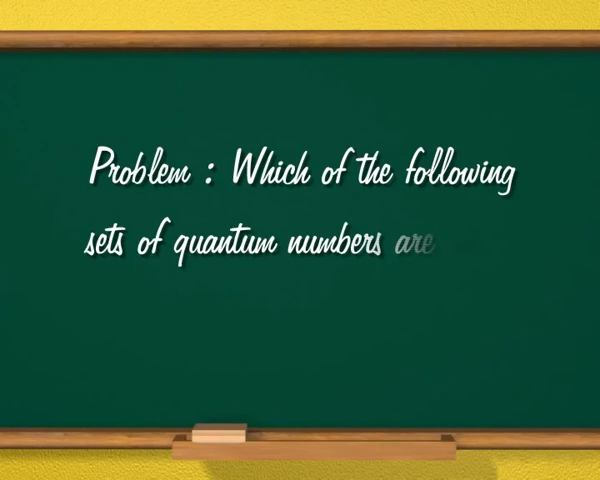 Problem : Which of the following
sets of quantum numbers are